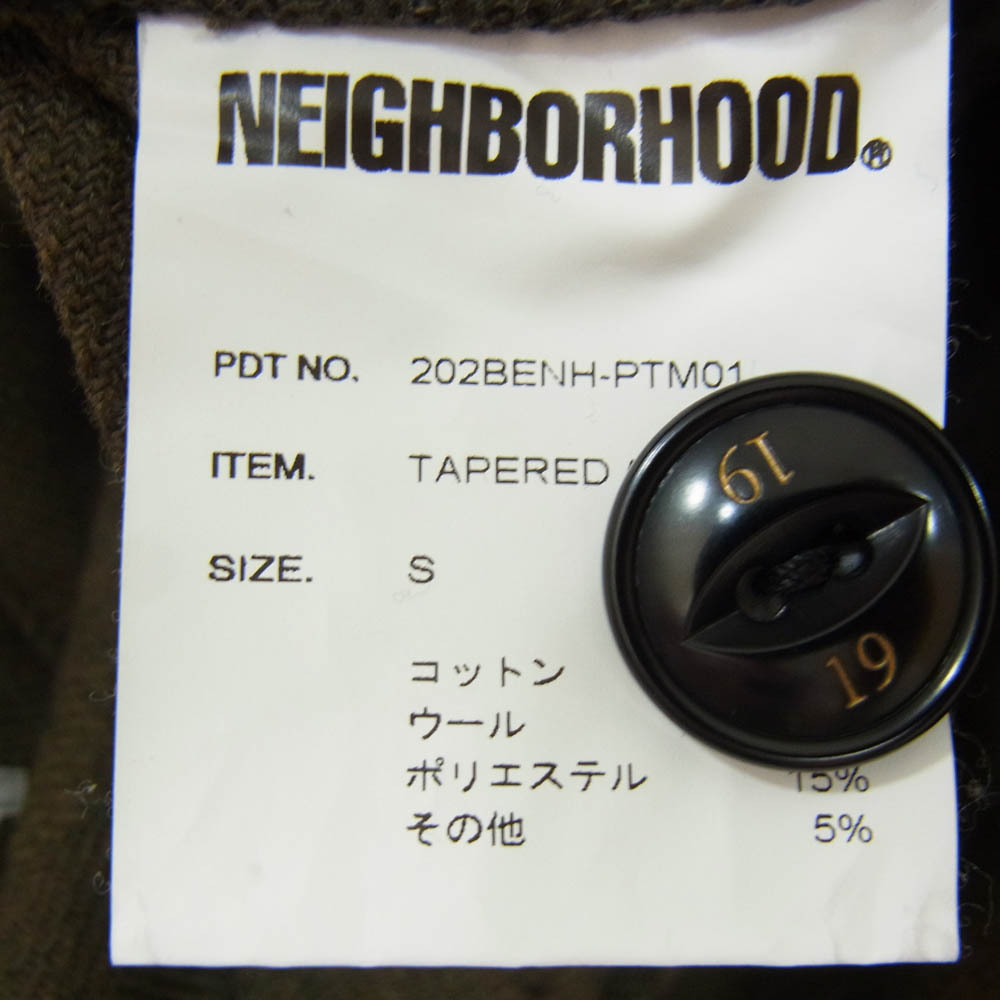 NEIGHBORHOOD®
PDT NO. 202BENH-PTM01
ITEM. TAPERED
SIZE. S
コットン
ウール
ポリエステル 15%
その他 5%
19
19